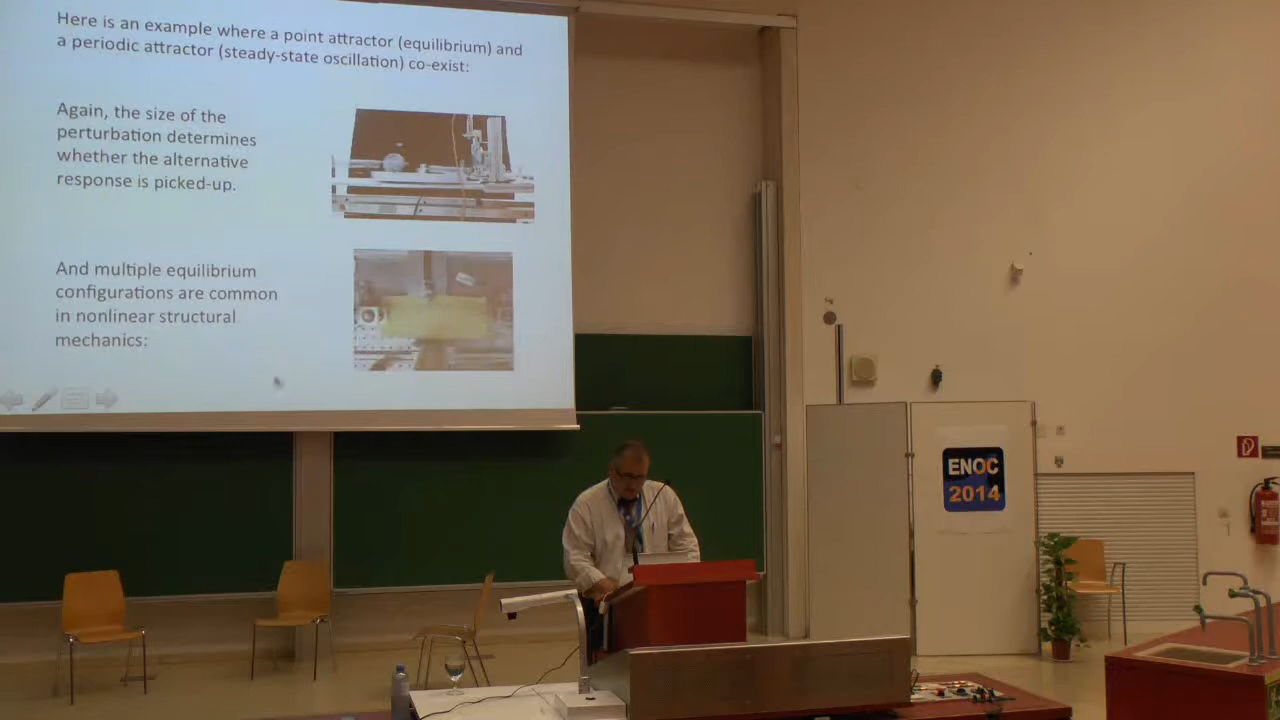 Here is an example where a point attractor (equilibrium) and
a periodic attractor (steady-state oscillation) co-exist:
Again, the size of the
perturbation determines
whether the alternative
response is picked-up.
And multiple equilibrium
configurations are common
in nonlinear structural
mechanics:
ENOC
2014